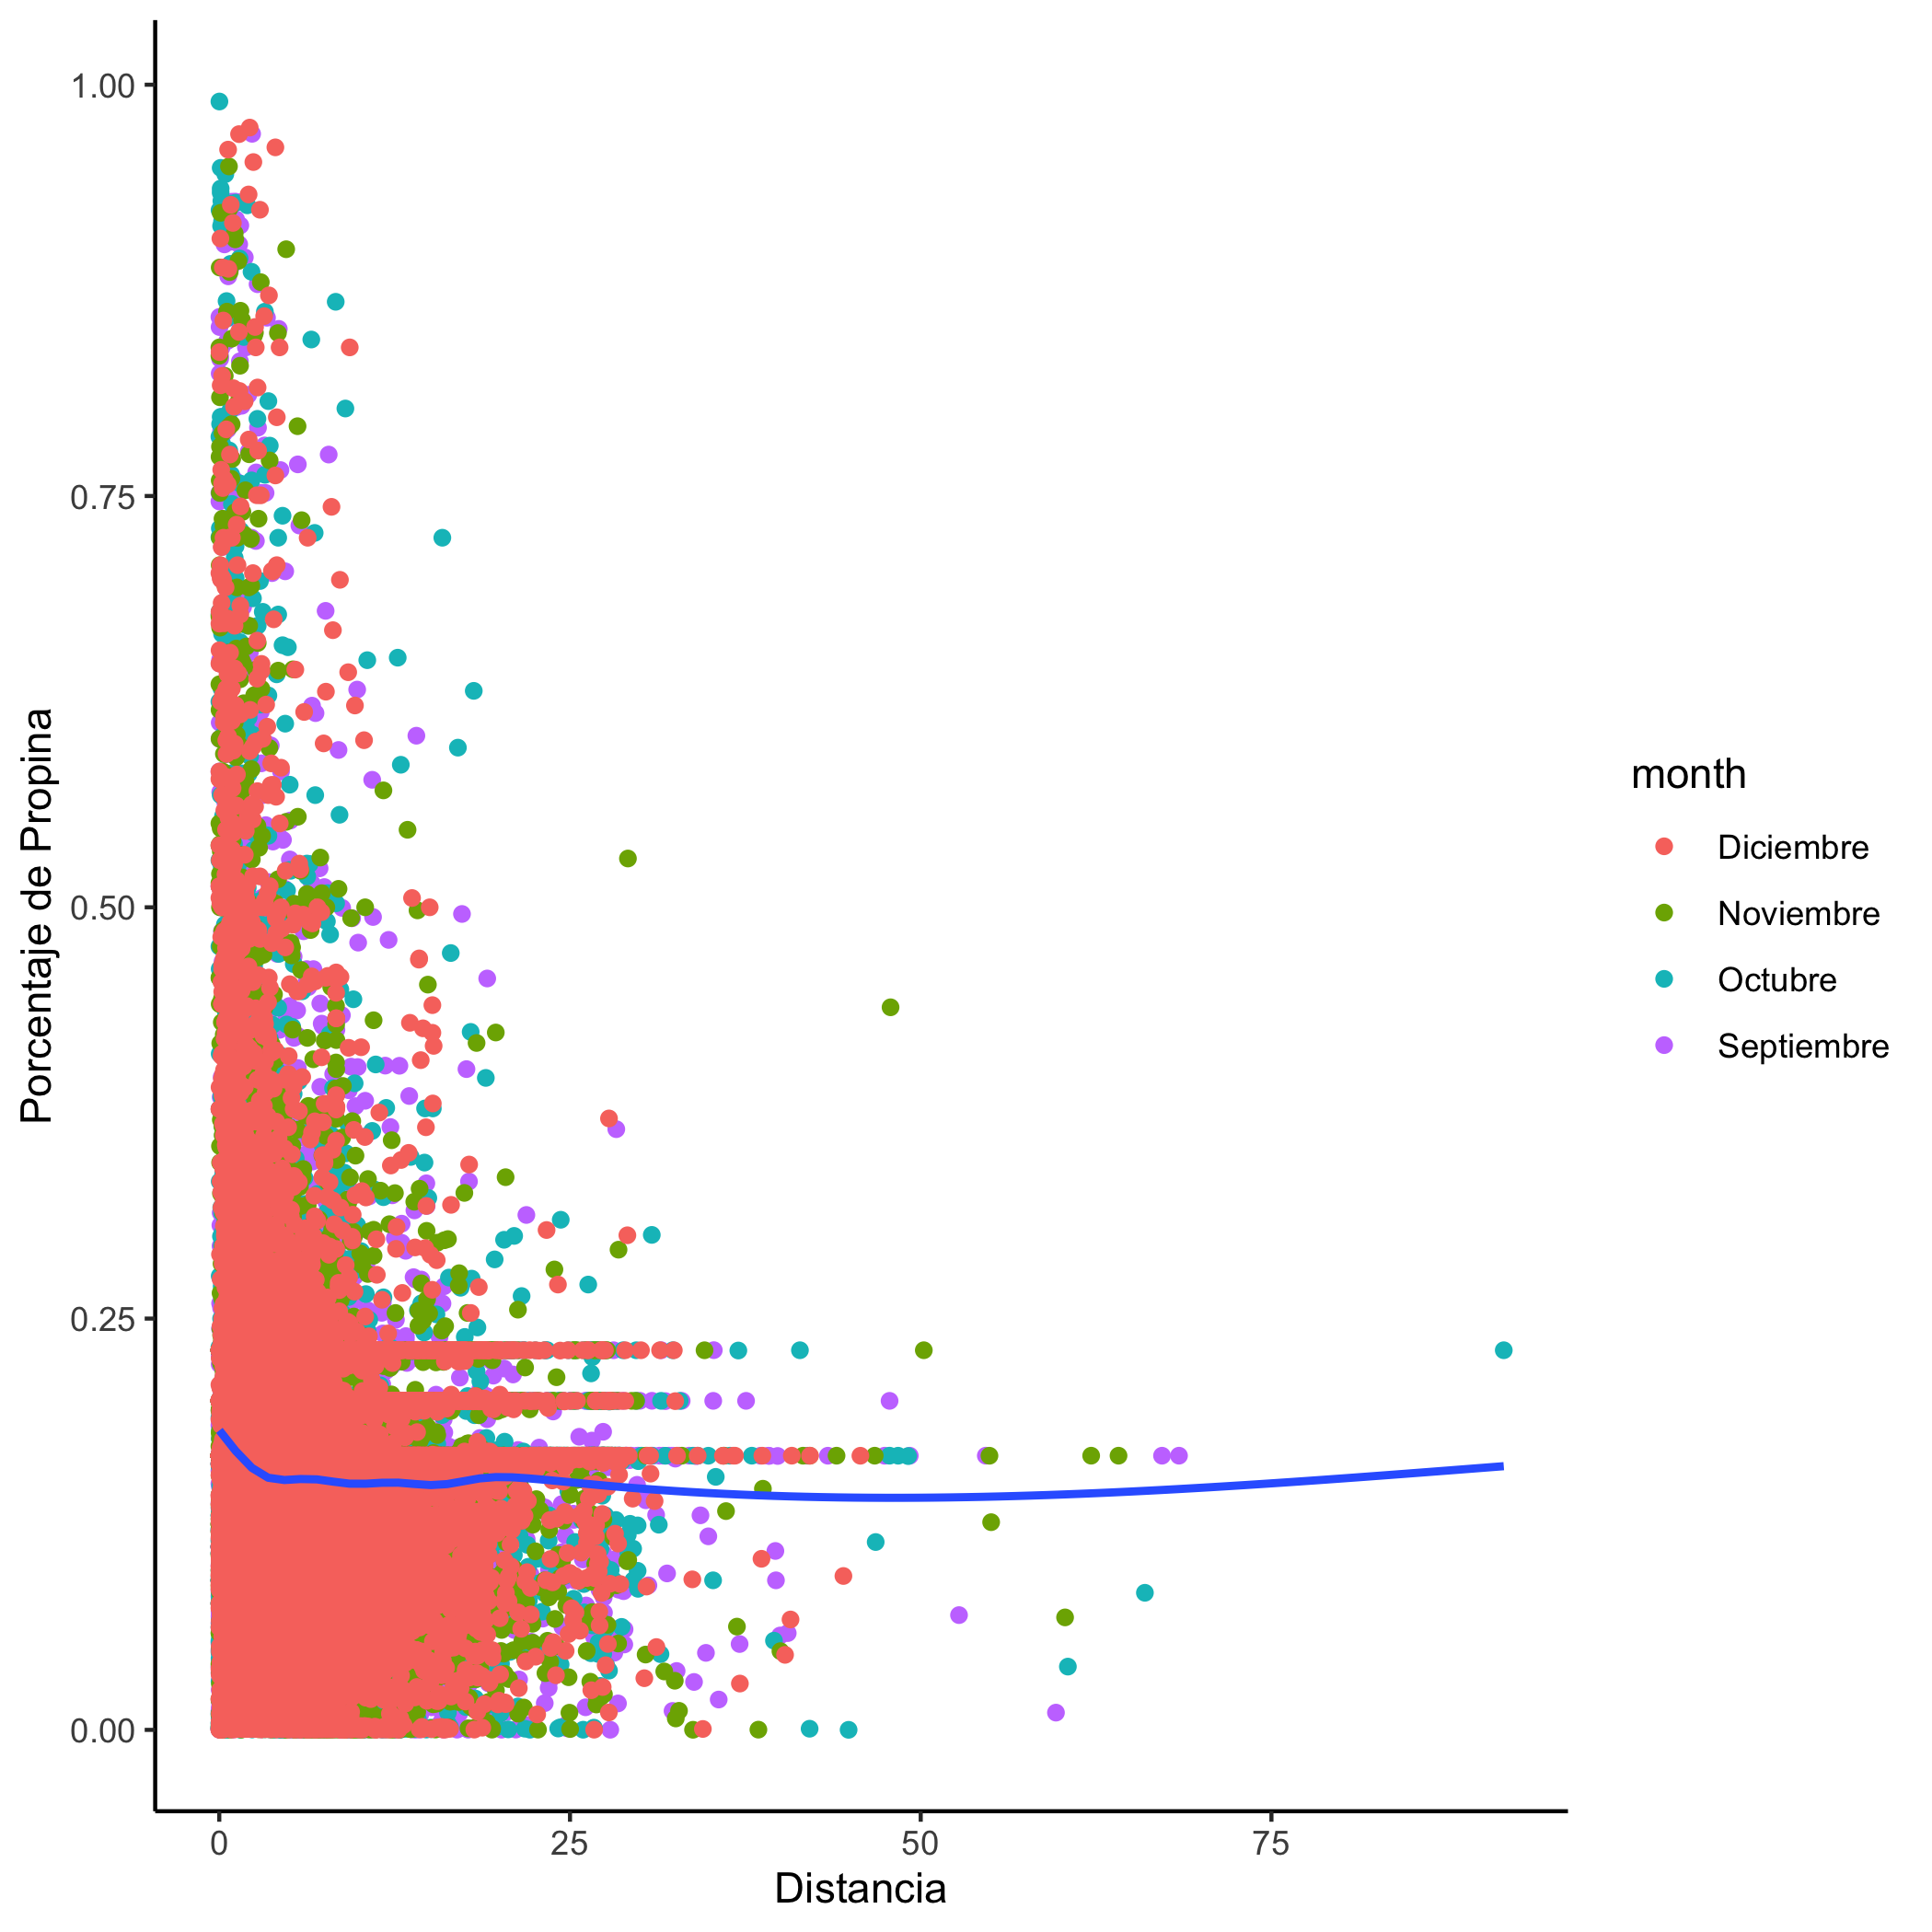 1.00
0.75
0.50
0.25
0.00
Porcentaje de Propina
0
25
50
75
Distancia
month
Diciembre
Noviembre
Octubre
Septiembre